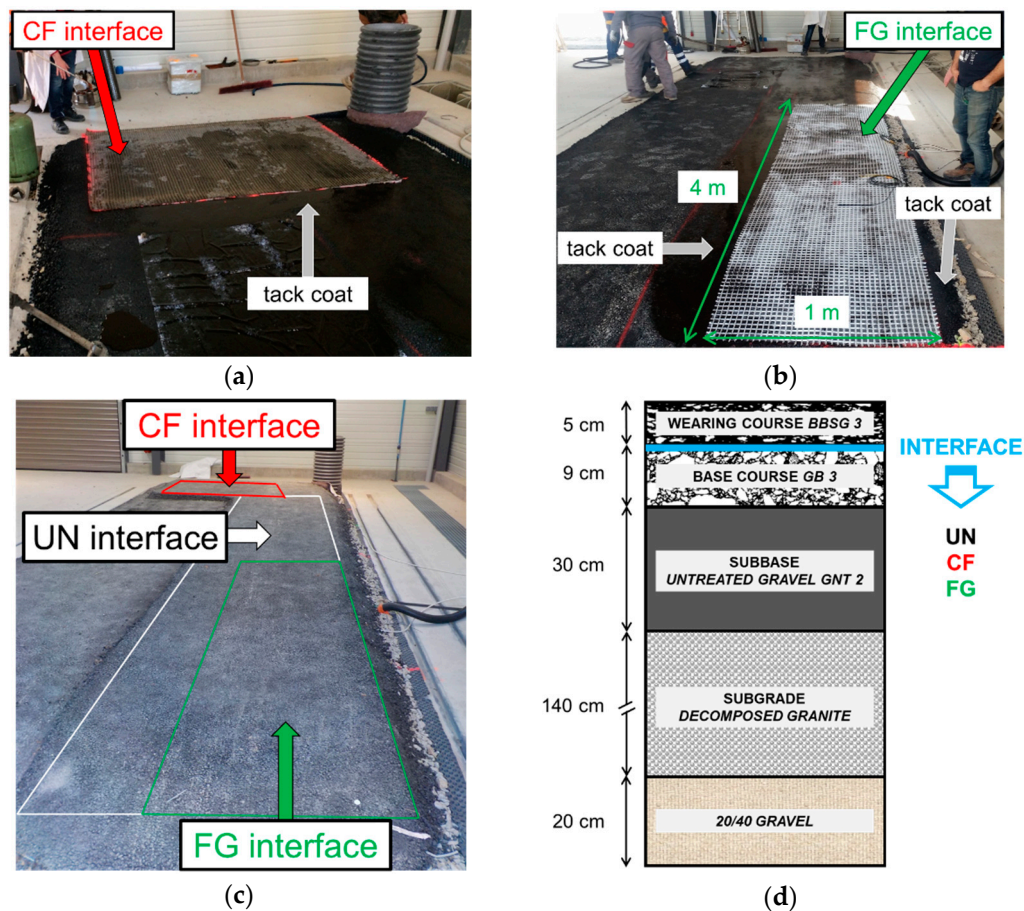 CF interface
tack coat
(a)
FG interface
4 m
tack coat
tack coat
1 m
(b)
CF interface
UN interface
FG interface
(c)
5 cm
WEARING COURSE BBSG 3
INTERFACE
9 cm
BASE COURSE GB 3
UN
CF
FG
30 cm
SUBBASE
UNTREATED GRAVEL GNT 2
140 cm
SUBGRADE
DECOMPOSED GRANITE
20 cm
20/40 GRAVEL
(d)